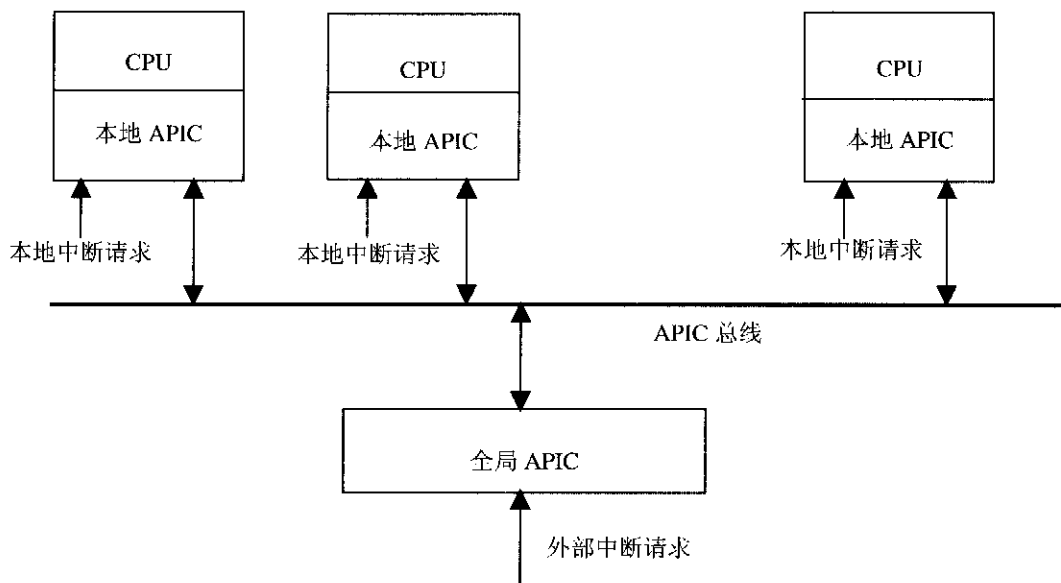 CPU
CPU
CPU
本地 APIC
本地 APIC
本地 APIC
本地中断请求
本地中断请求
本地中断请求
APIC 总线
全局 APIC
外部中断请求